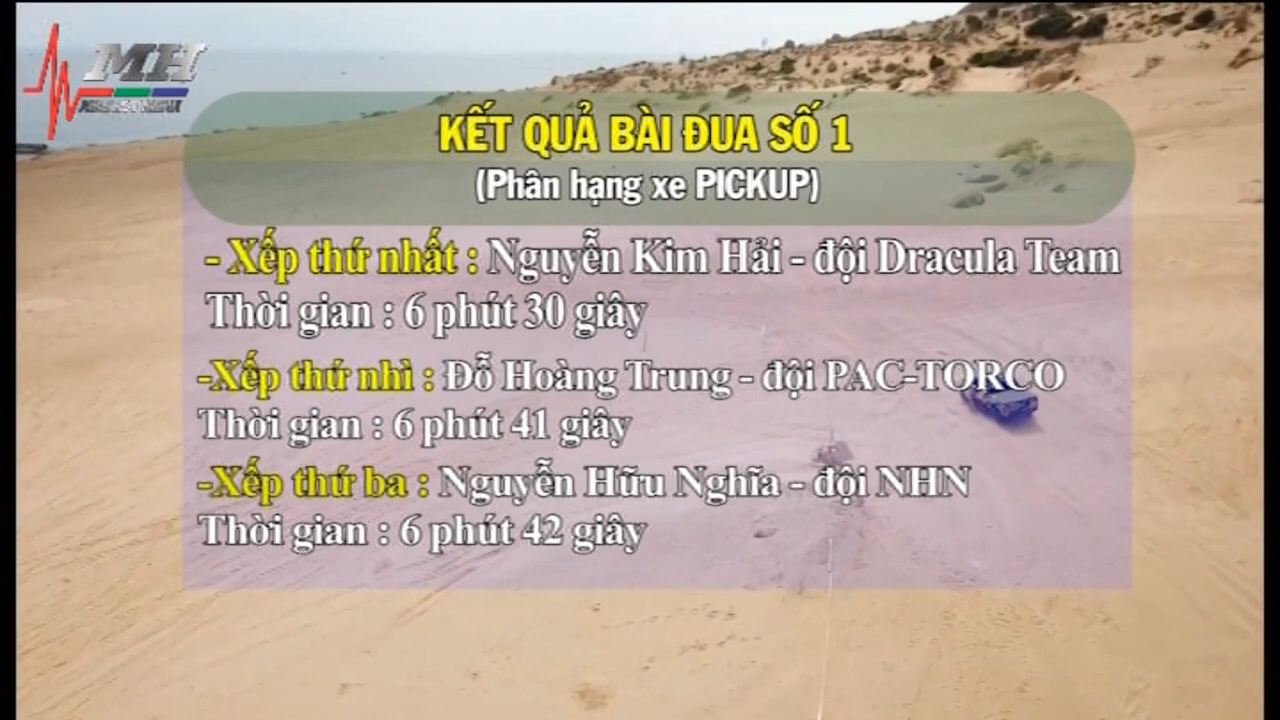 MH
KẾT QUẢ BÀI ĐUA SỐ 1
(Phân hạng xe PICKUP)
- Xếp thứ nhất : Nguyễn Kim Hải - đội Dracula Team
Thời gian : 6 phút 30 giây
-Xếp thứ nhì : Đỗ Hoàng Trung - đội PAC-TORCO
Thời gian : 6 phút 41 giây
-Xếp thứ ba : Nguyễn Hữu Nghĩa - đội NHN
Thời gian : 6 phút 42 giây